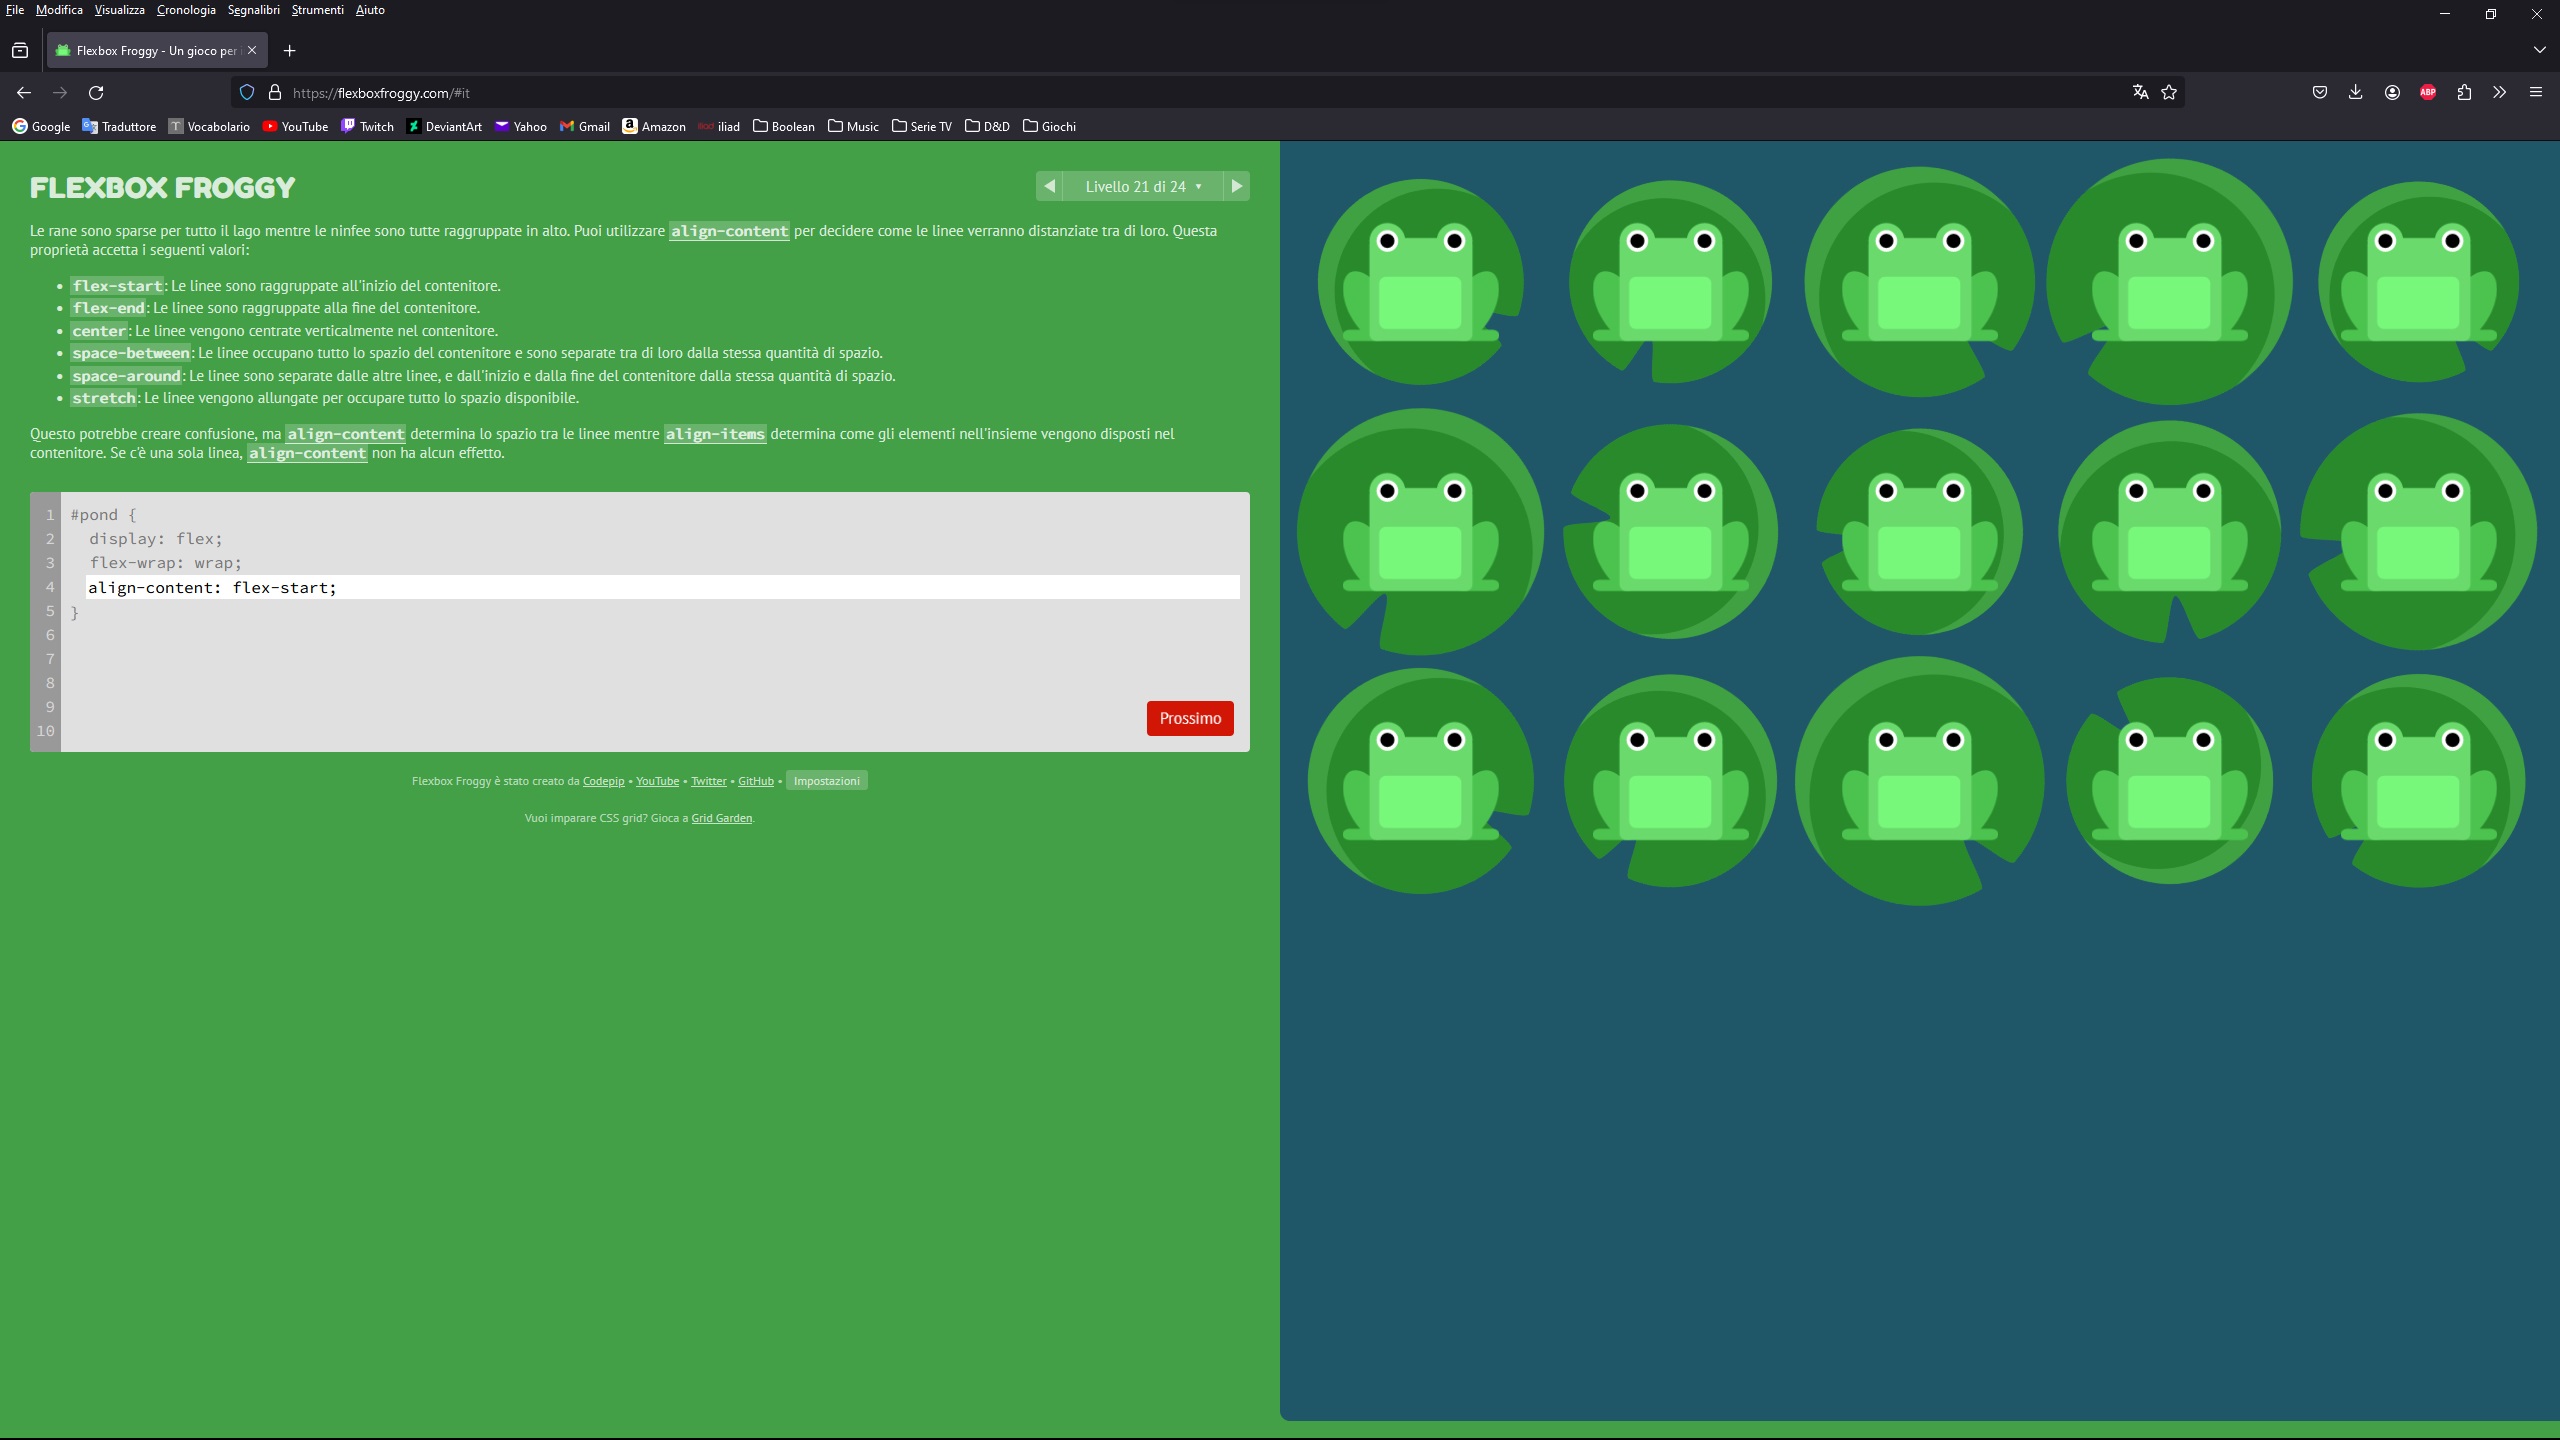 File Modifica Visualizza Cronologia Segnalibri Strumenti Aiuto
Flexbox Froggy - Un gioco per i
https://flexboxfroggy.com/#it
ABP
Google Traduttore Vocabolario YouTube Twitch DeviantArt Yahoo Gmail Amazon iliad iliad Boolean Music Serie TV D&D Giochi
FLEXBOX FROGGY
Livello 21 di 24
Le rane sono sparse per tutto il lago mentre le ninfee sono tutte raggruppate in alto. Puoi utilizzare align-content per decidere come le linee verranno distanziate tra di loro. Questa
proprietà accetta i seguenti valori:
• flex-start: Le linee sono raggruppate all'inizio del contenitore.
• flex-end: Le linee sono raggruppate alla fine del contenitore.
• center: Le linee vengono centrate verticalmente nel contenitore.
• space-between: Le linee occupano tutto lo spazio del contenitore e sono separate tra di loro dalla stessa quantità di spazio.
• space-around: Le linee sono separate dalle altre linee, e dall'inizio e dalla fine del contenitore dalla stessa quantità di spazio.
• stretch: Le linee vengono allungate per occupare tutto lo spazio disponibile.
Questo potrebbe creare confusione, ma align-content determina lo spazio tra le linee mentre align-items determina come gli elementi nell'insieme vengono disposti nel
contenitore. Se c'è una sola linea, align-content non ha alcun effetto.
1 #pond {
2 display: flex;
3 flex-wrap: wrap;
4 align-content: flex-start;
5 }
6
7
8
9
10
Prossimo
Flexbox Froggy è stato creato da Codepip • YouTube • Twitter • GitHub • Impostazioni
Vuoi imparare CSS grid? Gioca a Grid Garden.